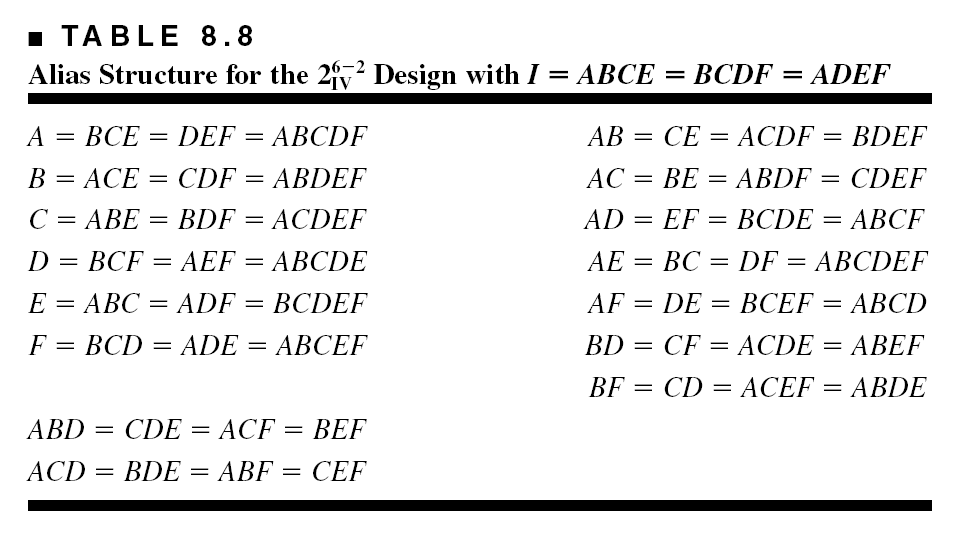 ■ TABLE 8.8
Alias Structure for the 2_{IV}^{6−2} Design with I = ABCE = BCDF = ADEF
A = BCE = DEF = ABCDF
B = ACE = CDF = ABDEF
C = ABE = BDF = ACDEF
D = BCF = AEF = ABCDE
E = ABC = ADF = BCDEF
F = BCD = ADE = ABCEF
ABD = CDE = ACF = BEF
ACD = BDE = ABF = CEF
AB = CE = ACDF = BDEF
AC = BE = ABDF = CDEF
AD = EF = BCDE = ABCF
AE = BC = DF = ABCDEF
AF = DE = BCEF = ABCD
BD = CF = ACDE = ABEF
BF = CD = ACEF = ABDE